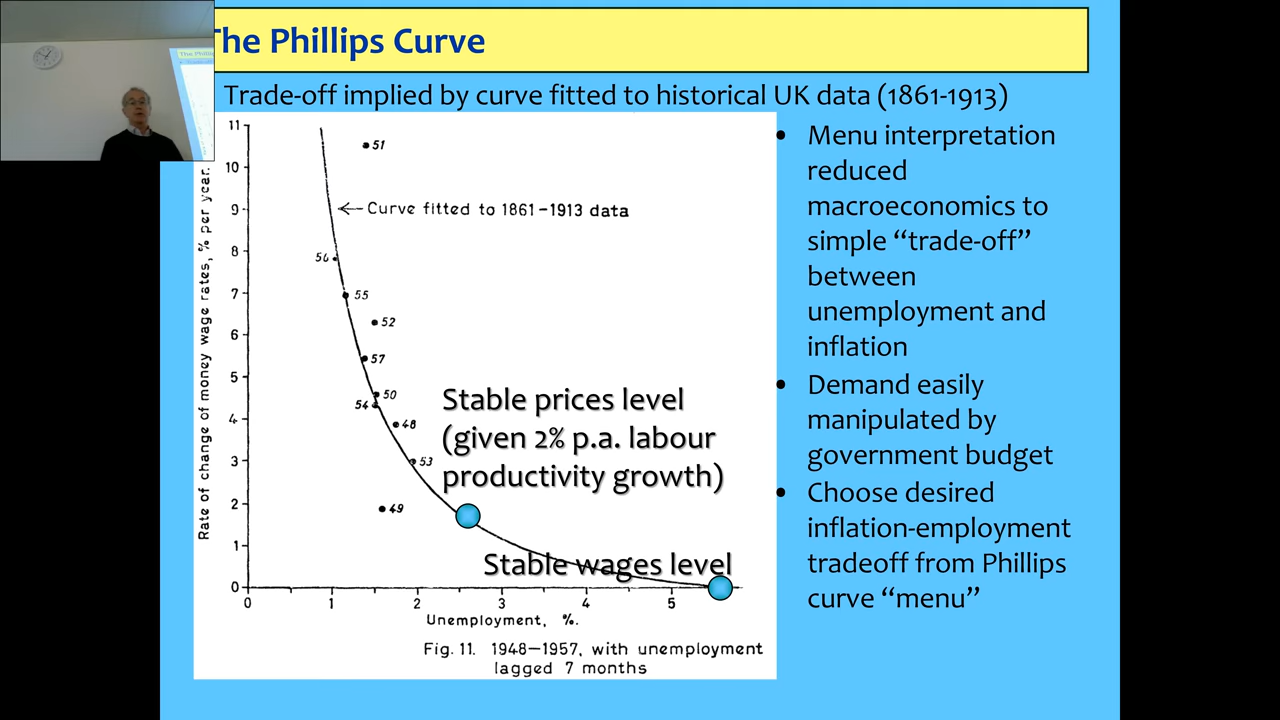 The Phillips Curve
Trade-off implied by curve fitted to historical UK data (1861-1913)
11
10
9
8
7
6
5
4
3
2
1
0
Rate of change of money wage rates, % per year.
51
Curve fitted to 1861-1913 data
56
55
52
57
50
54
48
53
49
Stable prices level
(given 2% p.a. labour
productivity growth)
Stable wages level
0 1 2 3 4 5
Unemployment, %.
Fig. 11. 1948-1957, with unemployment
lagged 7 months
• Menu interpretation
reduced
macroeconomics to
simple “trade-off”
between
unemployment and
inflation
• Demand easily
manipulated by
government budget
• Choose desired
inflation-employment
tradeoff from Phillips
curve “menu”